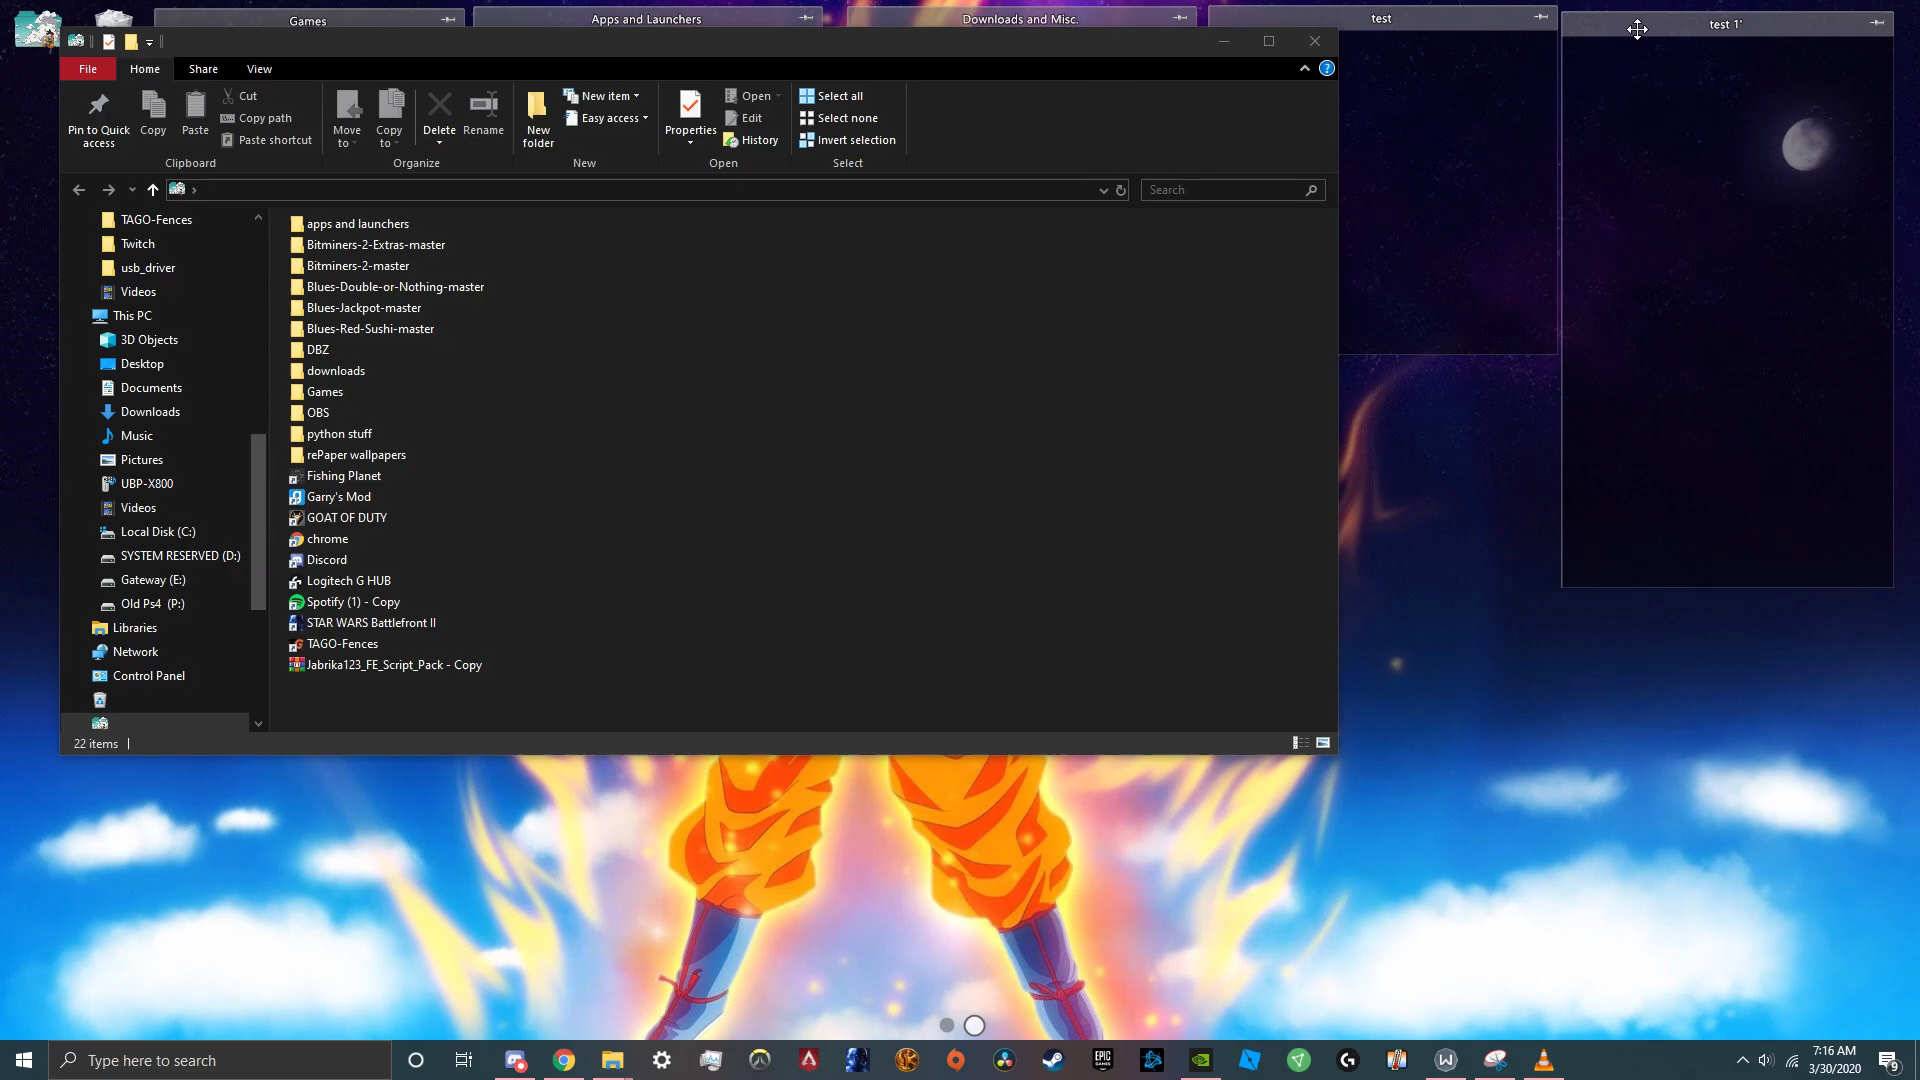 Games
Apps and Launchers
Downloads and Misc.
test
test 1'
File
Home
Share
View
Pin to Quick access
Copy
Paste
Cut
Copy path
Paste shortcut
Clipboard
Move to
Copy to
Delete
Rename
Organize
New folder
New item
Easy access
New
Properties
Open
Edit
History
Open
Select all
Select none
Invert selection
Select
Search
TAGO-Fences
Twitch
usb_driver
Videos
This PC
3D Objects
Desktop
Documents
Downloads
Music
Pictures
UBP-X800
Videos
Local Disk (C:)
SYSTEM RESERVED (D:)
Gateway (E:)
Old Ps4 (P:)
Libraries
Network
Control Panel
apps and launchers
Bitminers-2-Extras-master
Bitminers-2-master
Blues-Double-or-Nothing-master
Blues-Jackpot-master
Blues-Red-Sushi-master
DBZ
downloads
Games
OBS
python stuff
rePaper wallpapers
Fishing Planet
Garry's Mod
GOAT OF DUTY
chrome
Discord
Logitech G HUB
Spotify (1) - Copy
STAR WARS Battlefront II
TAGO-Fences
Jabrika123_FE_Script_Pack - Copy
22 items
Type here to search
EPIC GAMES
7:16 AM
3/30/2020
9